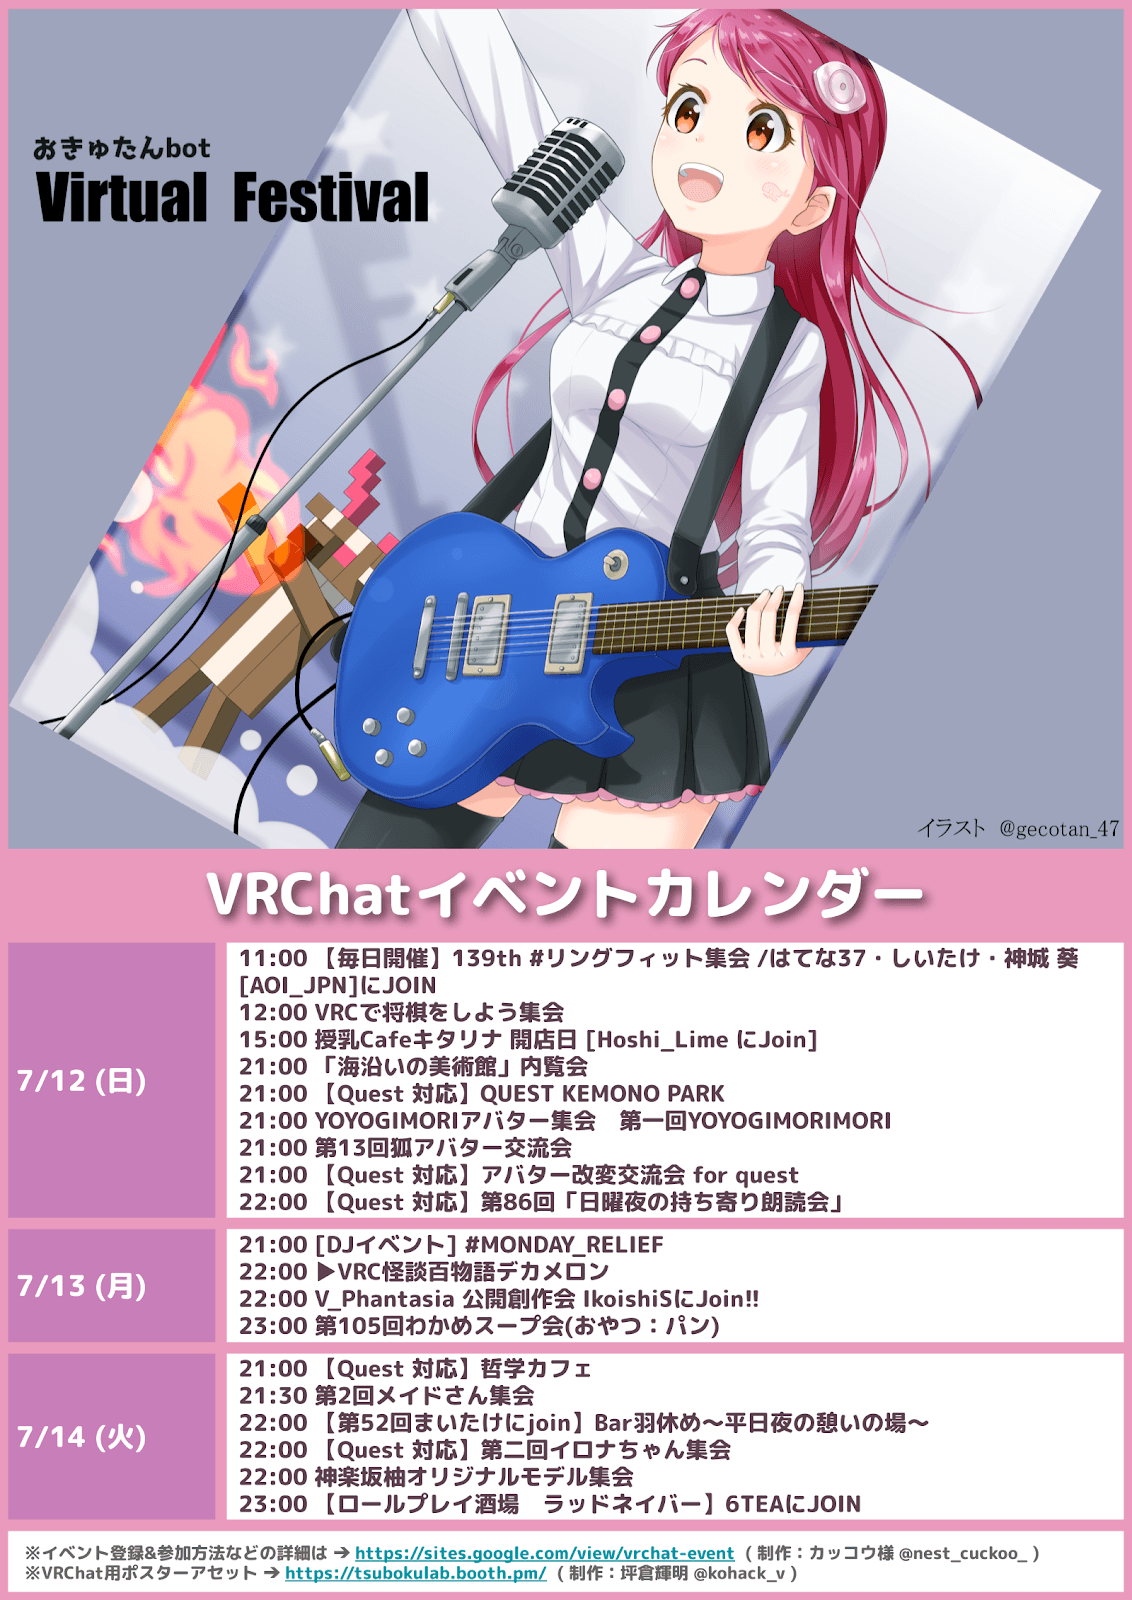 おきゅたんbot
Virtual Festival
イラスト @gecotan_47
VRChatイベントカレンダー
7/12 (日)
11:00 【毎日開催】139th #リングフィット集会 /はてな37・しいたけ・神城 葵
[AOI_JPN]にJOIN
12:00 VRCで将棋をしよう集会
15:00 授乳Cafeキタリナ 開店日 [Hoshi_Lime にJoin]
21:00 「海沿いの美術館」内覧会
21:00 【Quest 対応】QUEST KEMONO PARK
21:00 YOYOGIMORIアバター集会　第一回YOYOGIMORIMORI
21:00 第13回狐アバター交流会
21:00 【Quest 対応】アバター改変交流会 for quest
22:00 【Quest 対応】第86回「日曜夜の持ち寄り朗読会」
7/13 (月)
21:00 [DJイベント] #MONDAY_RELIEF
22:00 ▶VRC怪談百物語デカメロン
22:00 V_Phantasia 公開創作会 IkoishiSにJoin!!
23:00 第105回わかめスープ会(おやつ：パン)
7/14 (火)
21:00 【Quest 対応】哲学カフェ
21:30 第2回メイドさん集会
22:00 【第52回まいたけにjoin】Bar羽休め～平日夜の憩いの場～
22:00 【Quest 対応】第二回イロナちゃん集会
22:00 神楽坂柚オリジナルモデル集会
23:00 【ロールプレイ酒場　ラッドネイバー】6TEAにJOIN
※イベント登録&参加方法などの詳細は ➔ https://sites.google.com/view/vrchat-event ( 制作：カッコウ様 @nest_cuckoo_ )
※VRChat用ポスターアセット ➔ https://tsubokulab.booth.pm/ ( 制作：坪倉輝明 @kohack_v )